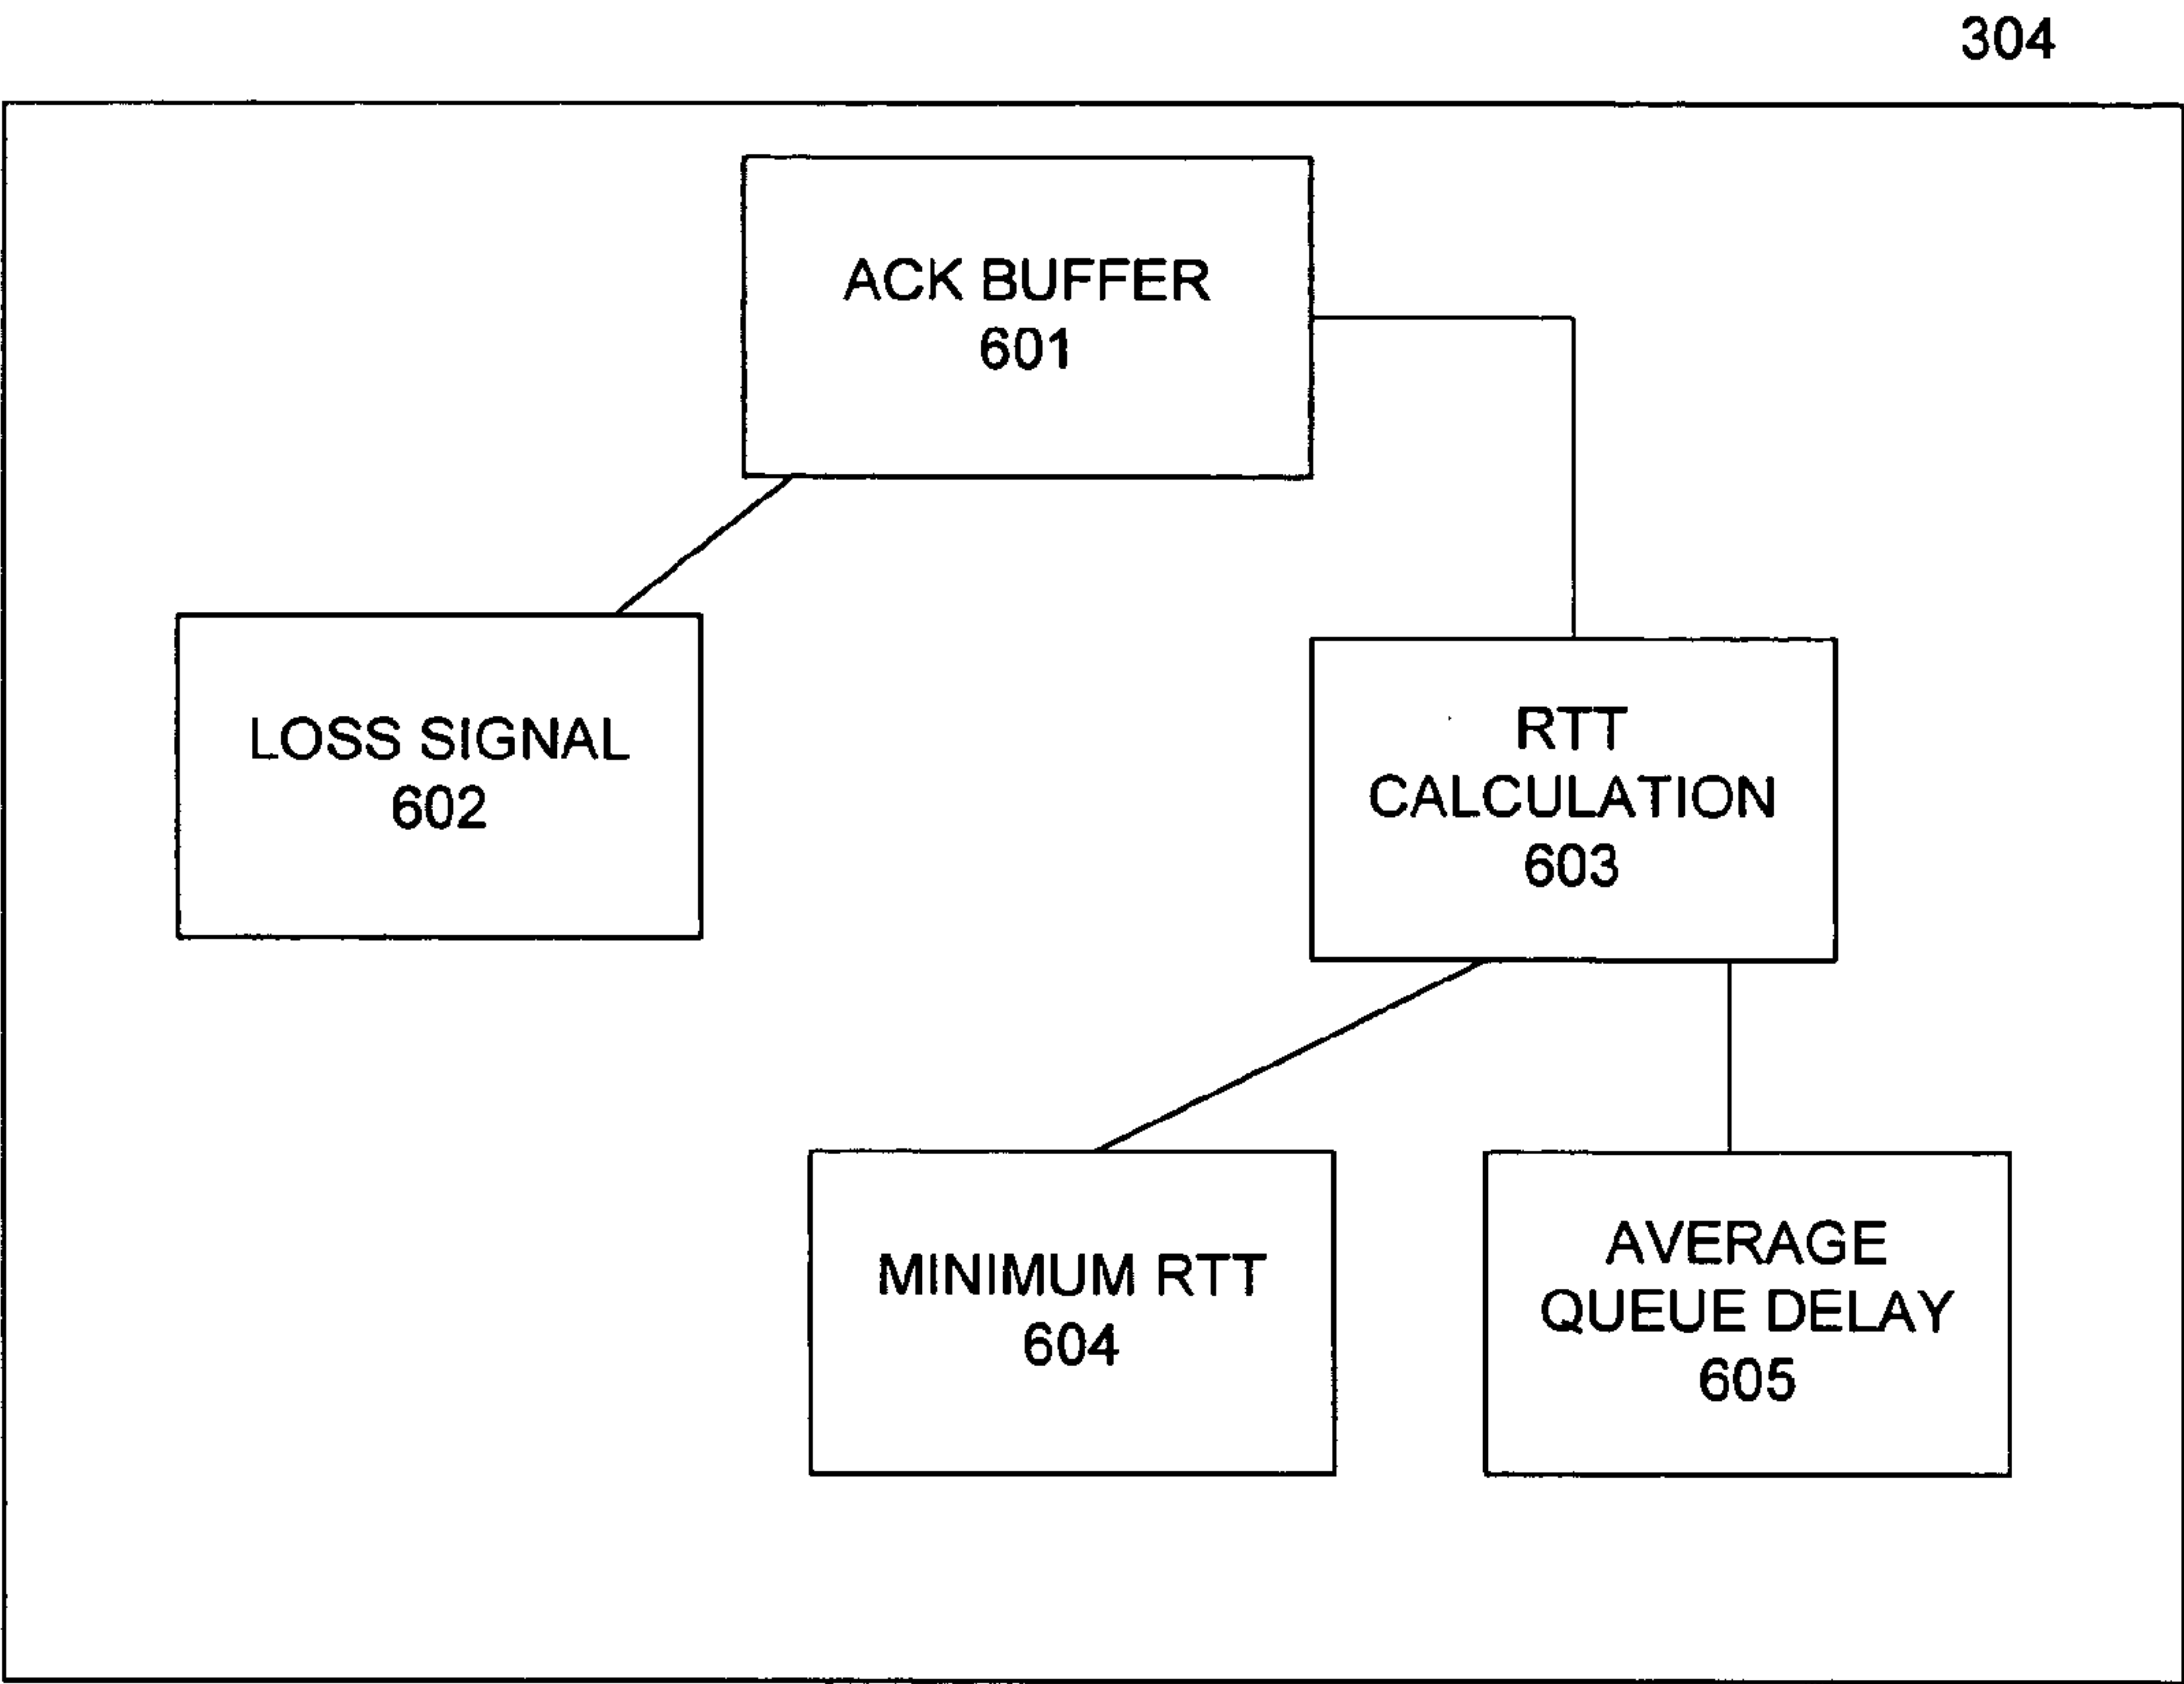 304
ACK BUFFER
601
LOSS SIGNAL
602
RTT
CALCULATION
603
MINIMUM RTT
604
AVERAGE
QUEUE DELAY
605